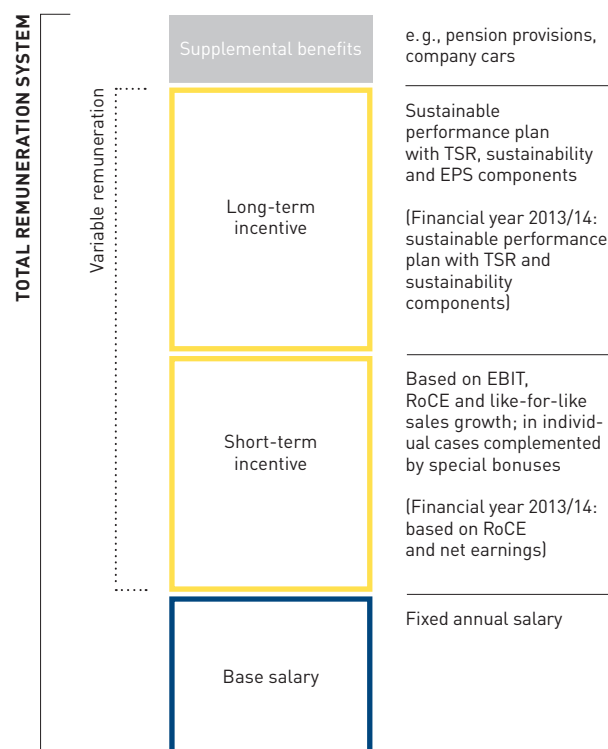 TOTAL REMUNERATION SYSTEM
Variable remuneration
Supplemental benefits
e.g., pension provisions,
company cars
Long-term
incentive
Sustainable
performance plan
with TSR, sustainability
and EPS components
(Financial year 2013/14:
sustainable performance
plan with TSR and
sustainability
components)
Short-term
incentive
Based on EBIT,
RoCE and like-for-like
sales growth; in individ-
ual cases complemented
by special bonuses
(Financial year 2013/14:
based on RoCE
and net earnings)
Base salary
Fixed annual salary